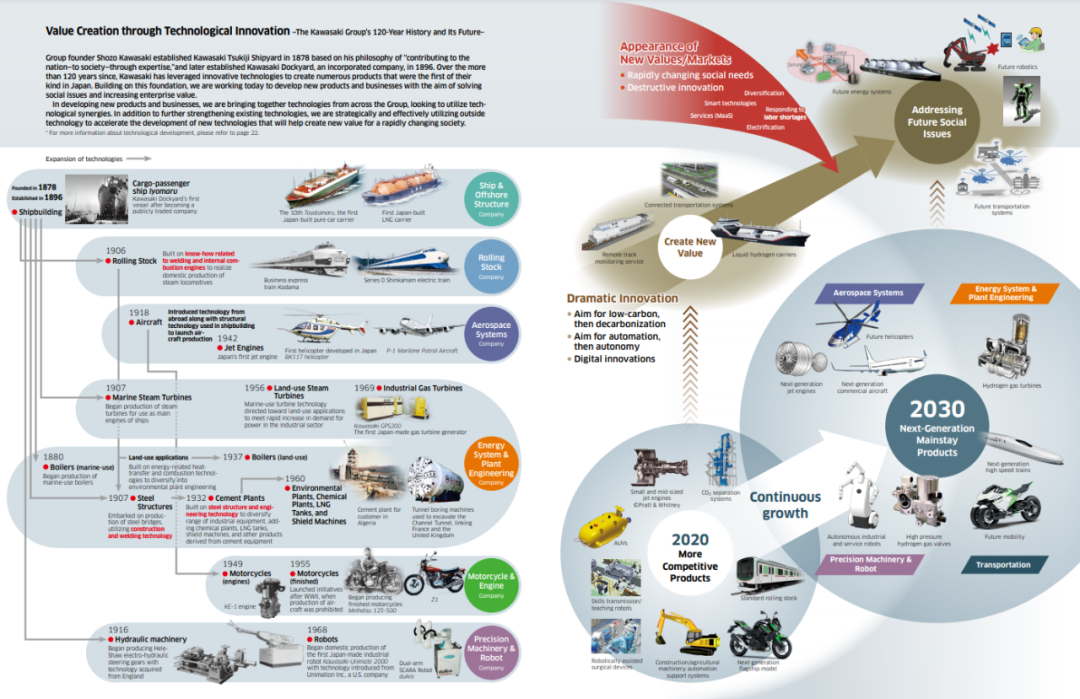 Value Creation through Technological Innovation -The Kawasaki Group's 120-Year History and Its Future-
Group founder Shozo Kawasaki established Kawasaki Tsukiji Shipyard in 1878 based on his philosophy of "contributing to the
nation-to society-through expertise,"and later established Kawasaki Dockyard, an incorporated company, in 1896. Over the more
than 120 years since, Kawasaki has leveraged innovative technologies to create numerous products that were the first of their
kind in Japan. Building on this foundation, we are working today to develop new products and businesses with the aim of solving
social issues and increasing enterprise value.
In developing new products and businesses, we are bringing together technologies from across the Group, looking to utilize tech-
nological synergies. In addition to further strengthening existing technologies, we are strategically and effectively utilizing outside
technology to accelerate the development of new technologies that will help create new value for a rapidly changing society.
* For more information about technological development, please refer to page 22.
Expansion of technologies
Founded in 1878
Established in 1896
Shipbuilding
Cargo-passenger
ship Iyomaru
Kawasaki Dockyard's first
vessel after becoming a
publicly traded company
The 10th Toyotomaru, the first
Japan-built pure car carrier
First Japan-built
LNG carrier
Ship &
Offshore
Structure
Company
1906
Rolling Stock
Built on know-how related
to welding and internal com-
bustion engines to realize
domestic production of
steam locomotives
Business express
train Kodama
Series 0 Shinkansen electric train
Rolling
Stock
Company
1918
Aircraft
Introduced technology from
abroad along with structural
technology used in shipbuilding
to launch air-
craft production
1942
Jet Engines
Japan's first jet engine
First helicopter developed in Japan
BK117 helicopter
P-1 Maritime Patrol Aircraft
Aerospace
Systems
Company
1907
Marine Steam Turbines
Began production of steam
turbines for use as main
engines of ships
1956
Land-use Steam
Turbines
Marine-use turbine technology
directed toward land-use applications
to meet rapid increase in demand for
power in the industrial sector
1969
Industrial Gas Turbines
Kawasaki GPS200
The first Japan-made gas turbine generator
1880
Boilers (marine-use)
Began production of
marine-use boilers
Land-use applications
Built on energy-related heat-
transfer and combustion technol-
ogies to diversify into
environmental plant engineering
1937
Boilers (land-use)
1907
Steel
Structures
Embarked on produc-
tion of steel bridges,
utilizing construction
and welding technology
1932
Cement Plants
Built on steel structure and engi-
neering technology to diversify
range of industrial equipment, add-
ing chemical plants, LNG tanks,
shield machines, and other products
derived from cement equipment
1960
Environmental
Plants, Chemical
Plants, LNG
Tanks, and
Shield Machines
Cement plant for
customer in
Algeria
Tunnel boring machines
used to excavate the
Channel Tunnel, linking
France and the
United Kingdom
Energy
System &
Plant
Engineering
Company
1949
Motorcycles
(engines)
KE-1 engine
1955
Motorcycles
(finished)
Launched initiatives
after WWII, when
production of air-
craft was prohibited
Began producing
finished motorcycles
Meihatsu 125-500
Z1
Motorcycle &
Engine
Company
1916
Hydraulic machinery
Began producing Hele-
Shaw electro-hydraulic
steering gears with
technology acquired
from England
1968
Robots
Began domestic production of
the first Japan-made industrial
robot Kawasaki-Unimate 2000
with technology introduced from
Unimation Inc., a U.S. company
Dual-arm
SCARA Robot
duAro
Precision
Machinery &
Robot
Company
Appearance of
New Values/Markets
Rapidly changing social needs
Destructive innovation
Diversification
Smart technologies
Services (MaaS)
Responding to
labor shortages
Electrification
Future energy systems
Future robotics
Addressing
Future Social
Issues
Future transportation
systems
Connected transportation systems
Remote track
monitoring service
Create New
Value
Liquid hydrogen carriers
Dramatic Innovation
Aim for low-carbon,
then decarbonization
Aim for automation,
then autonomy
Digital innovations
Aerospace Systems
Energy System &
Plant Engineering
Future helicopters
Next-generation
jet engines
Next-generation
commercial aircraft
Hydrogen gas turbines
2030
Next-Generation
Mainstay
Products
Next-generation
high speed trains
Autonomous industrial
and service robots
High pressure
hydrogen gas valves
Future mobility
Precision Machinery &
Robot
Transportation
Continuous
growth
Small and mid-sized
jet engines
©Pratt & Whitney
CO₂ separation
systems
AUVs
2020
More
Competitive
Products
Skills transmission/
teaching robots
Standard rolling stock
Robotically assisted
surgical devices
Construction/agricultural
machinery automation
support systems
Next-generation
flagship model